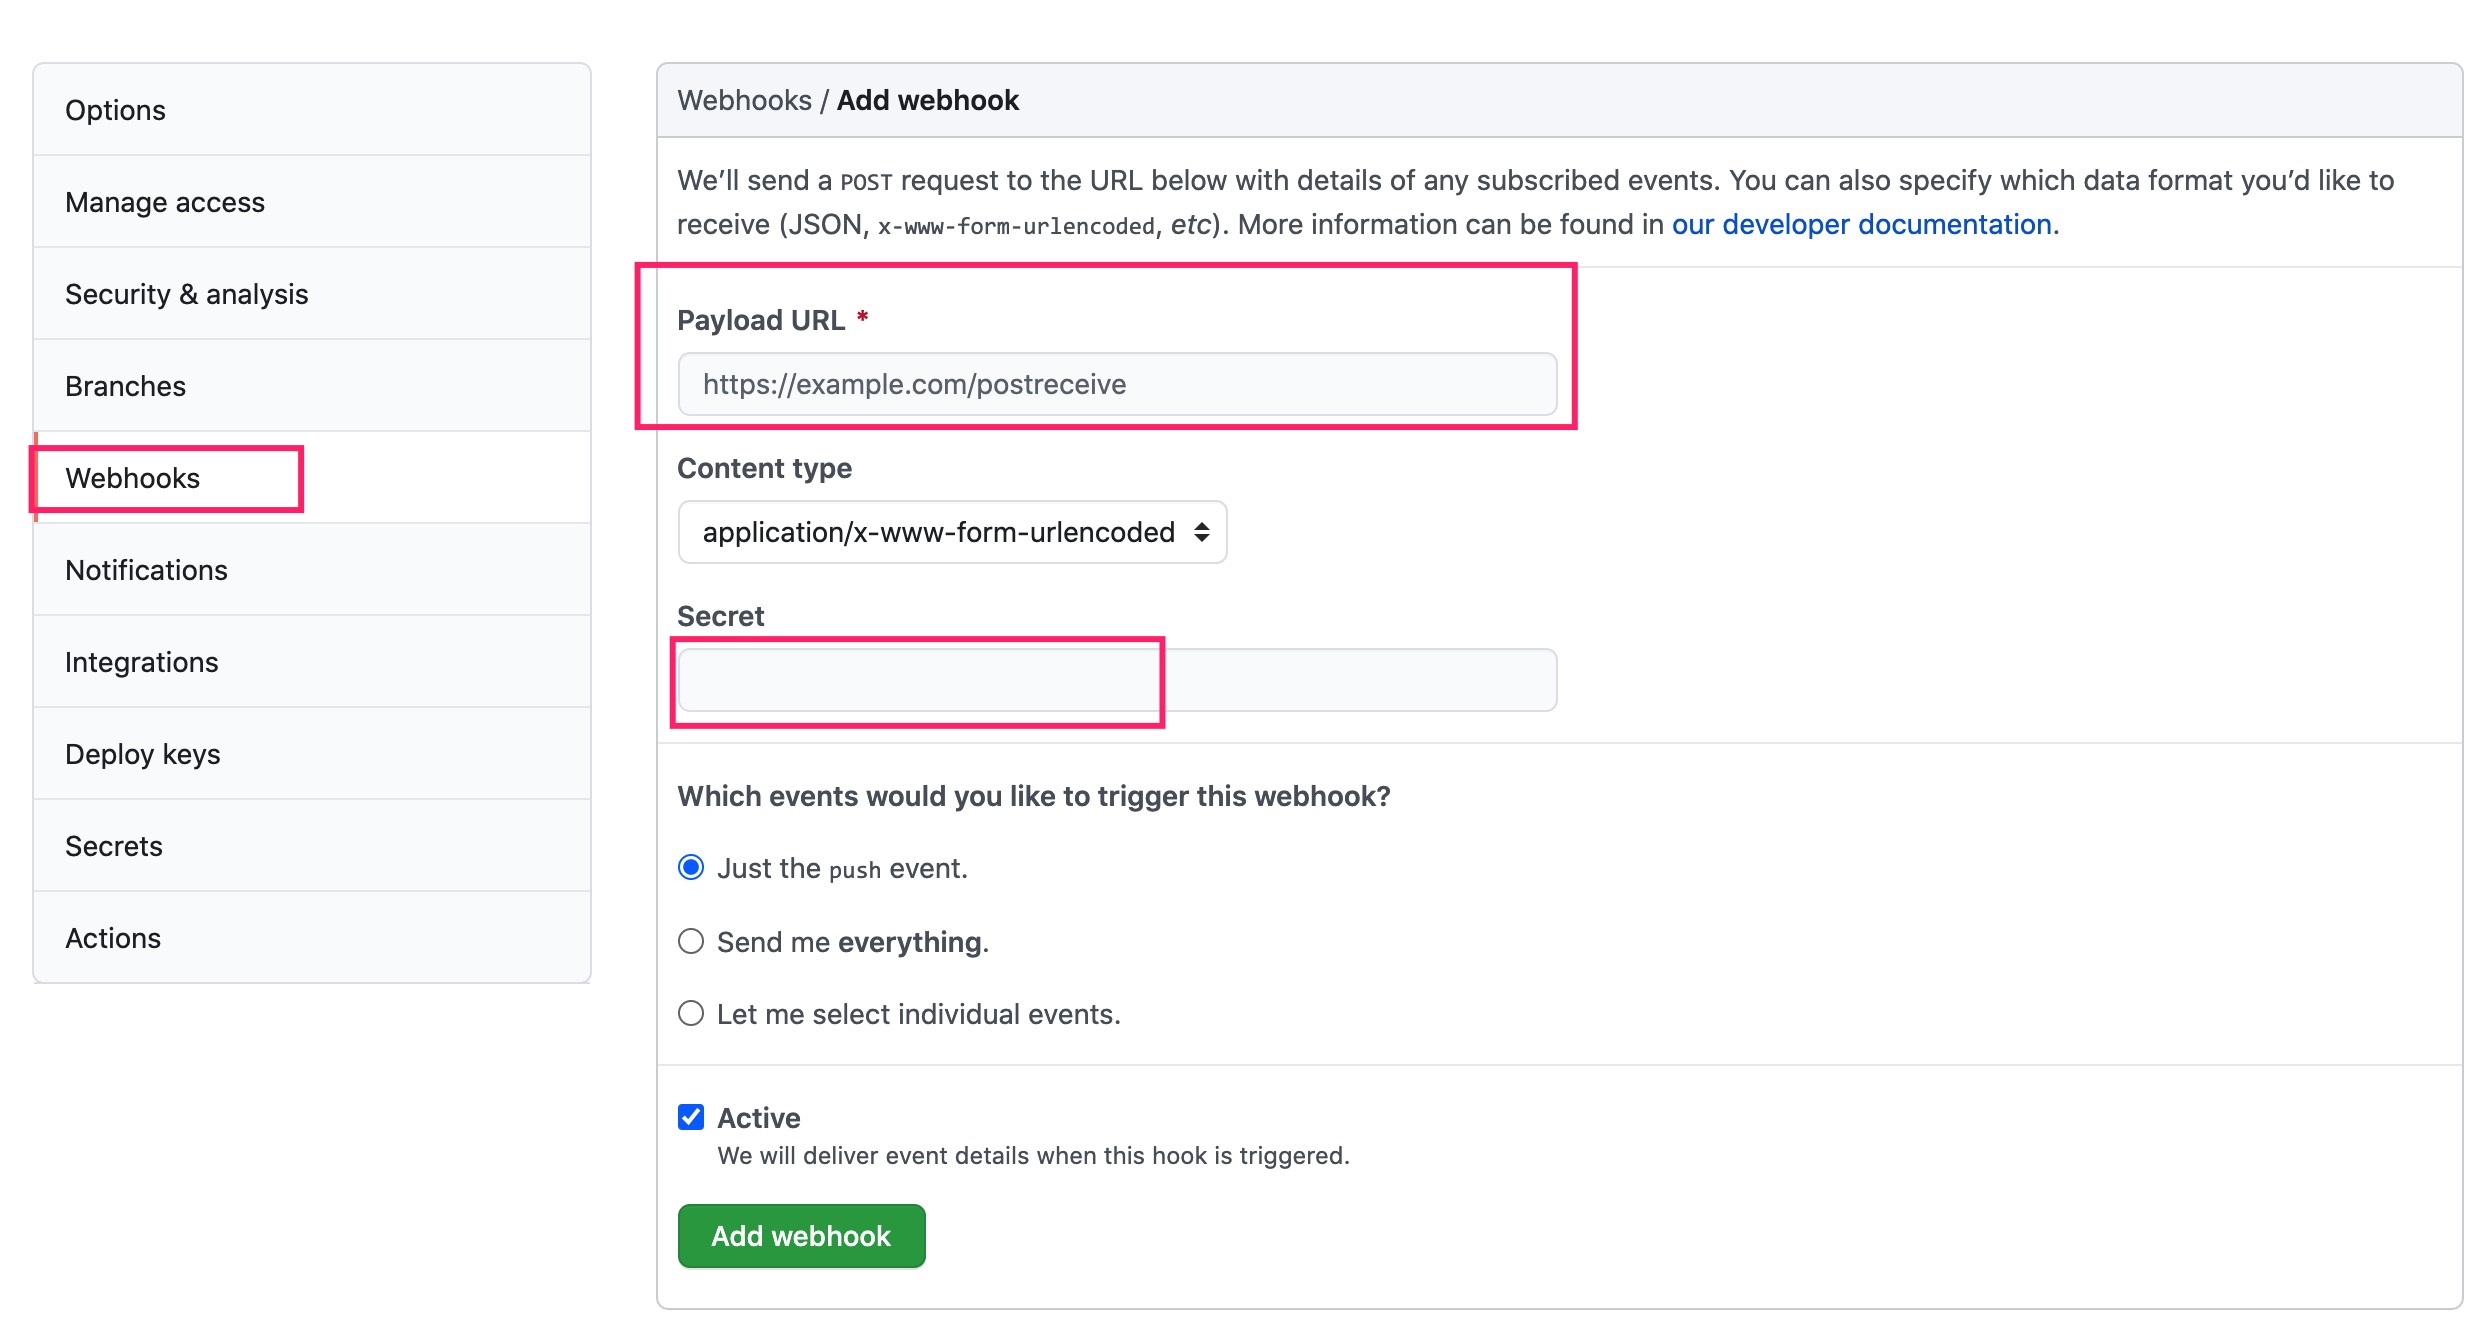 Options
Manage access
Security & analysis
Branches
Webhooks
Notifications
Integrations
Deploy keys
Secrets
Actions
Webhooks / Add webhook
We’ll send a POST request to the URL below with details of any subscribed events. You can also specify which data format you’d like to
receive (JSON, x-www-form-urlencoded, etc). More information can be found in our developer documentation.
Payload URL *
https://example.com/postreceive
Content type
application/x-www-form-urlencoded
Secret
Which events would you like to trigger this webhook?
Just the push event.
Send me everything.
Let me select individual events.
Active
We will deliver event details when this hook is triggered.
Add webhook